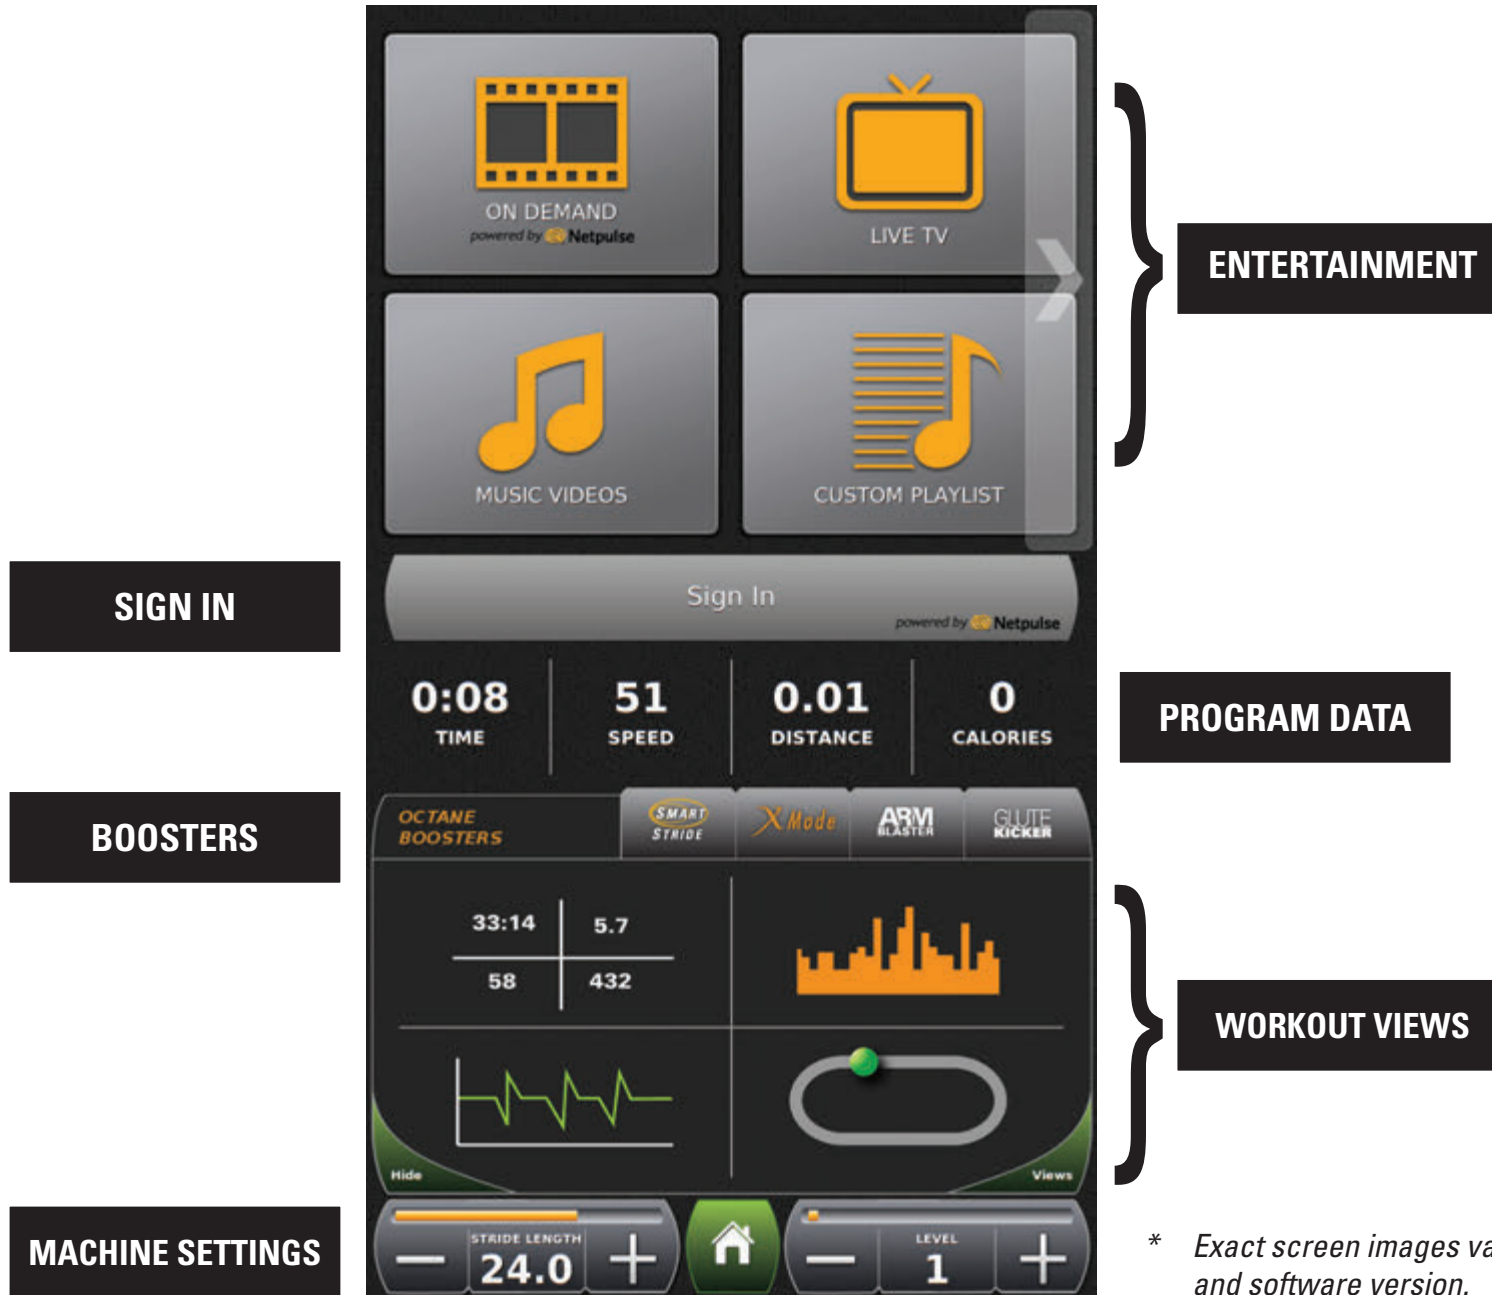 ON DEMAND
powered by Netpulse
LIVE TV
MUSIC VIDEOS
CUSTOM PLAYLIST
ENTERTAINMENT
SIGN IN
Sign In
powered by Netpulse
0:08
TIME
51
SPEED
0.01
DISTANCE
0
CALORIES
PROGRAM DATA
BOOSTERS
OCTANE
BOOSTERS
SMART
STRIDE
XMode
ARM
BLASTER
GLUTE
KICKER
33:14
5.7
58
432
WORKOUT VIEWS
Hide
Views
MACHINE SETTINGS
STRIDE LENGTH
24.0
LEVEL
1
* Exact screen images va
and software version.